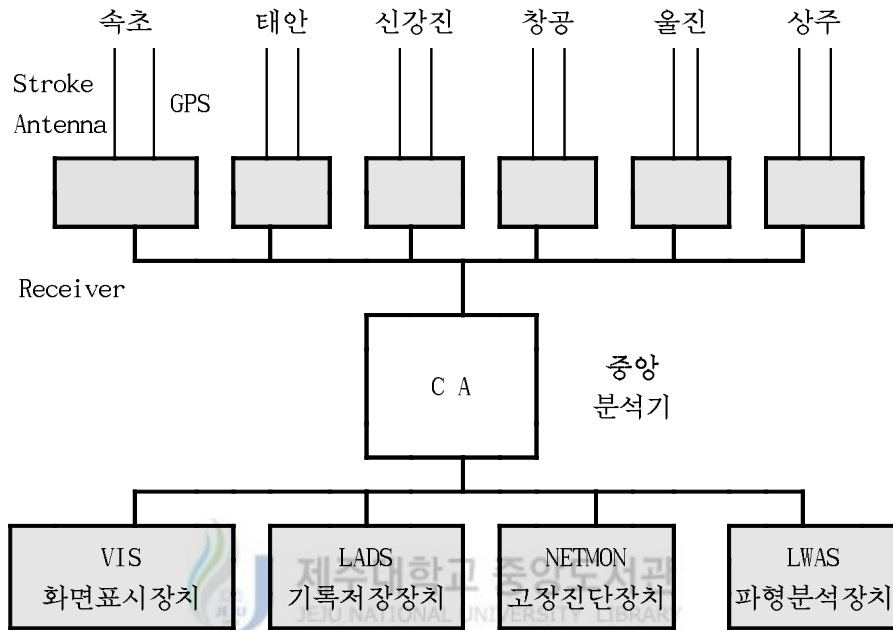 속초 태안 신강진 창공 울진 상주
Stroke
Antenna
GPS
Receiver
C A
중앙
분석기
VIS
화면표시장치
LADS
기록저장장치
NETMON
고장진단장치
LWAS
파형분석장치
제주대학교 중앙도서관
JEJU NATIONAL UNIVERSITY LIBRARY